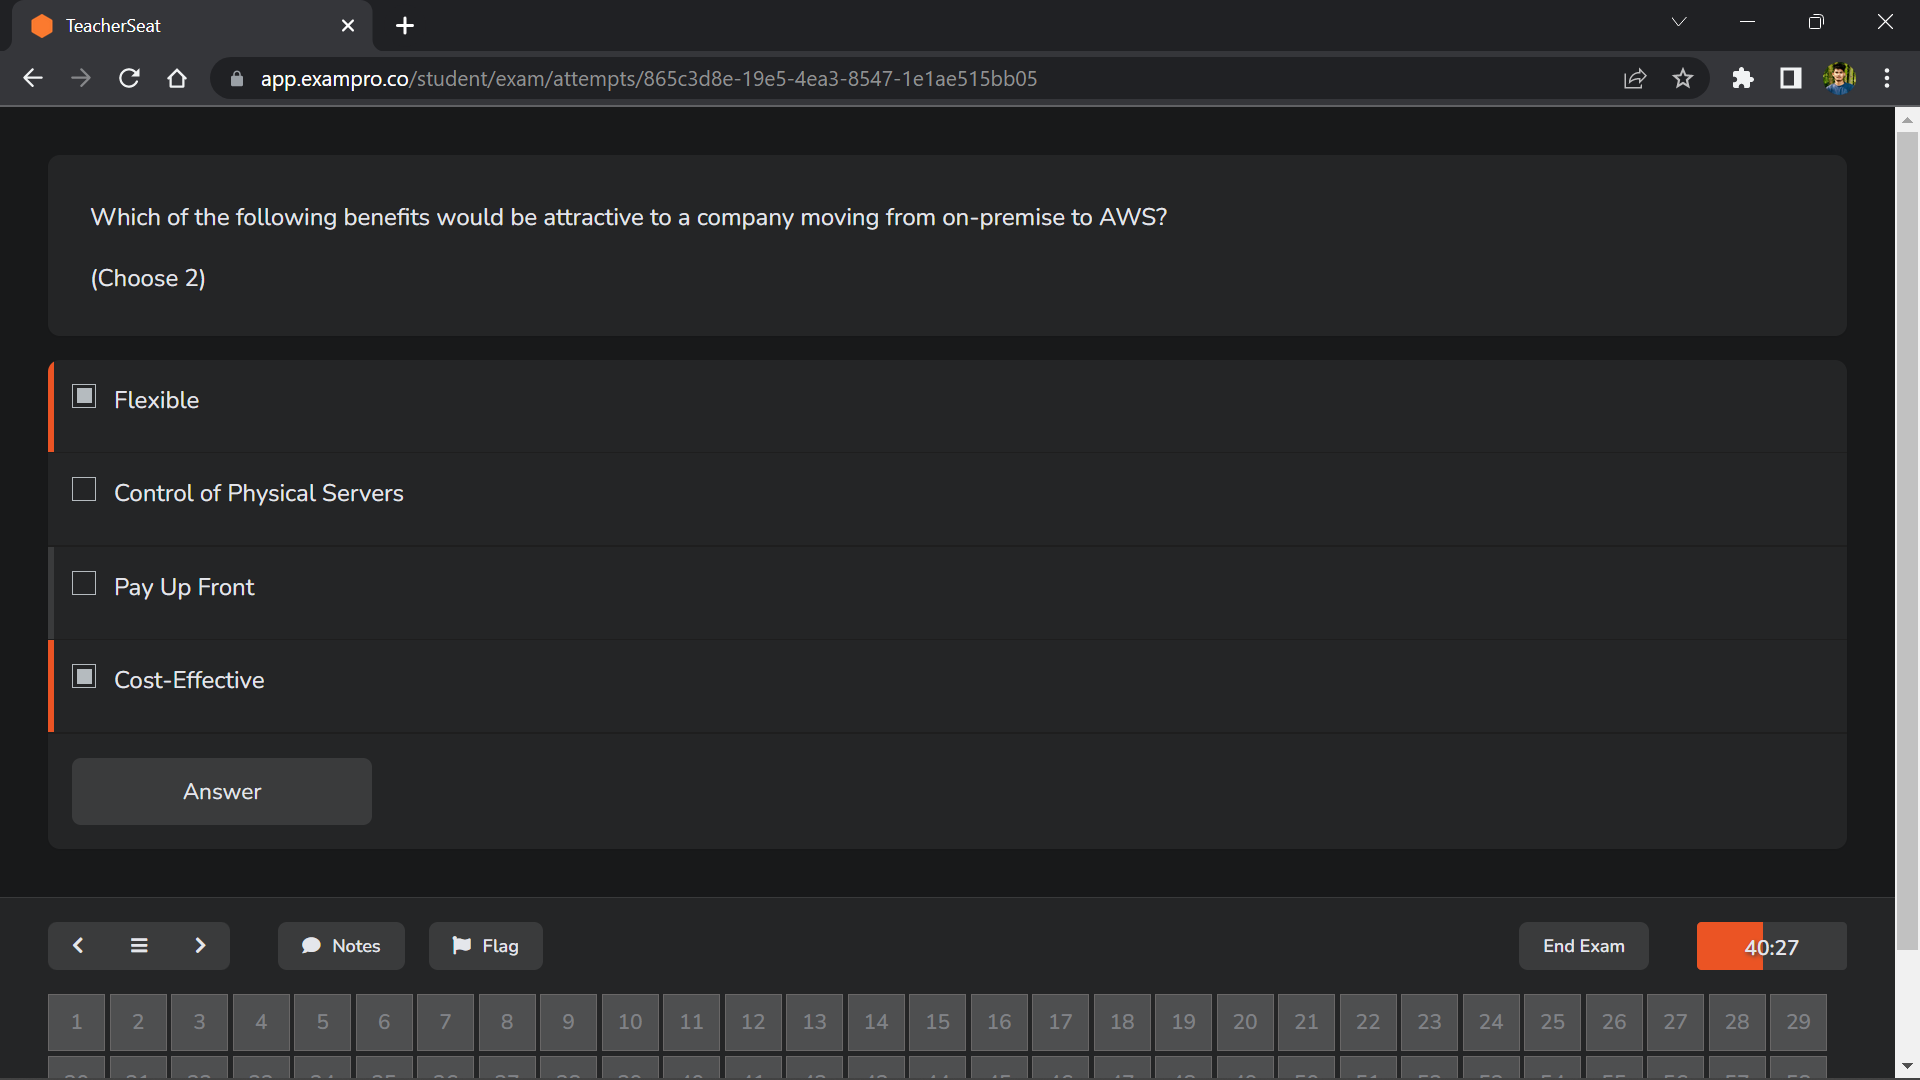 TeacherSeat
app.exampro.co/student/exam/attempts/865c3d8e-19e5-4ea3-8547-1e1ae515bb05
Which of the following benefits would be attractive to a company moving from on-premise to AWS?
(Choose 2)
Flexible
Control of Physical Servers
Pay Up Front
Cost-Effective
Answer
Notes Flag End Exam 40:27
1 2 3 4 5 6 7 8 9 10 11 12 13 14 15 16 17 18 19 20 21 22 23 24 25 26 27 28 29